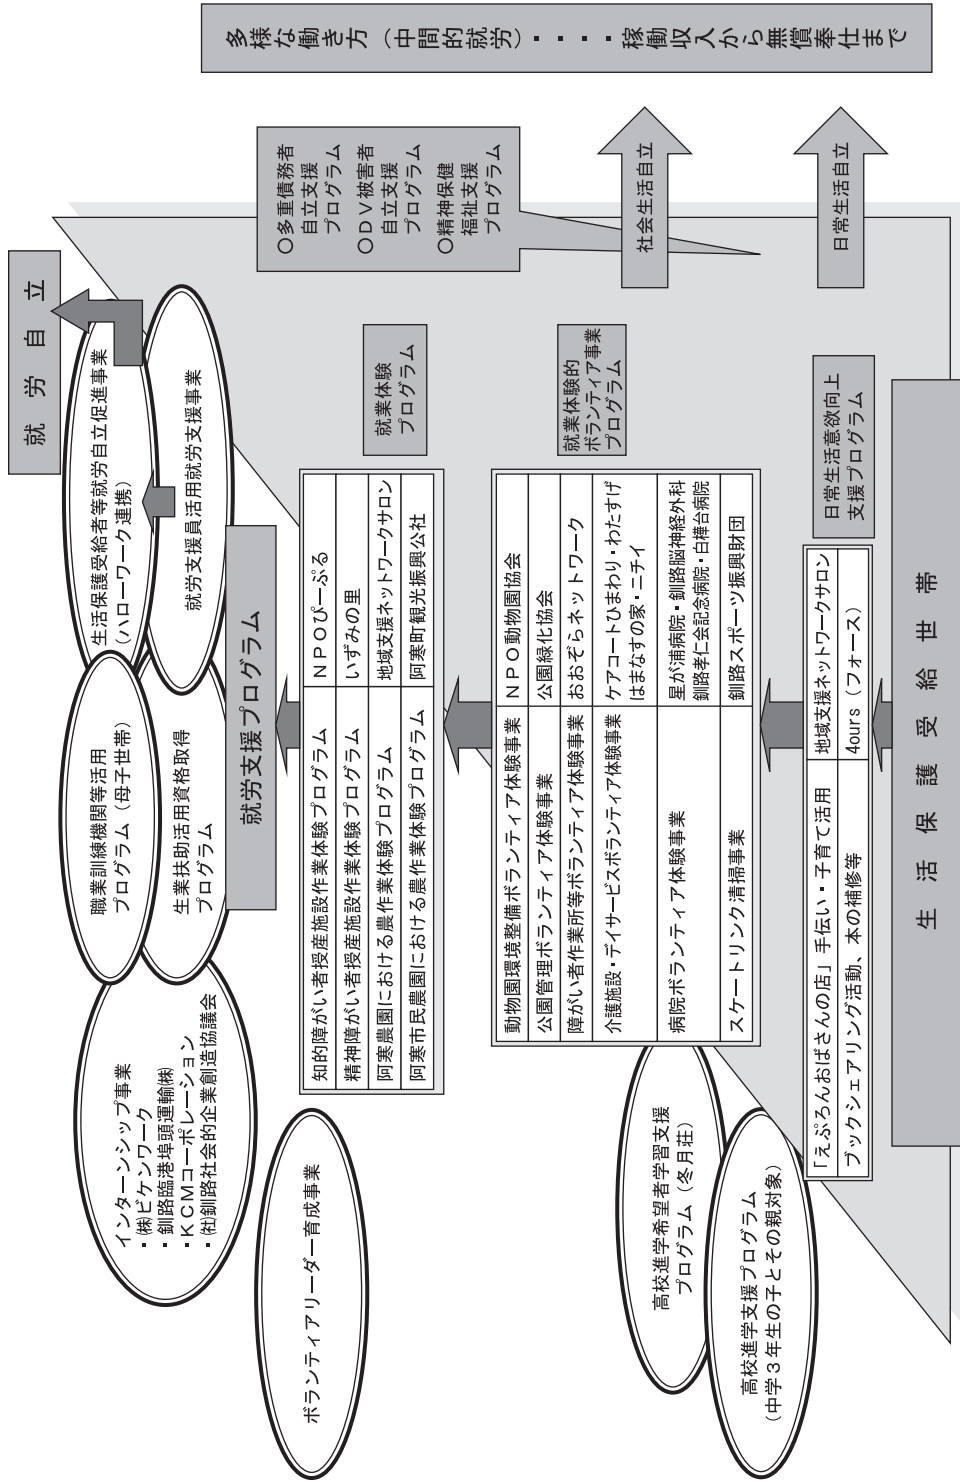 就労自立
生活保護受給者等就労自立促進事業
（ハローワーク連携）
就労支援員活用就労支援事業
職業訓練機関等活用
プログラム（母子世帯）
生業扶助活用資格取得
プログラム
インターンシップ事業
・㈱ビケンワーク
・釧路臨港埠頭運輸㈱
・KCMコーポレーション
・㈳釧路社会的企業創造協議会
就労支援プログラム
ボランティアリーダー育成事業
知的障がい者授産施設作業体験プログラム
NPOぴーぷる
精神障がい者授産施設作業体験プログラム
いずみの里
阿寒農園における農作業体験プログラム
地域支援ネットワークサロン
阿寒市民農園における農作業体験プログラム
阿寒町観光振興公社
就業体験
プログラム
動物園環境整備ボランティア体験事業
NPO動物園協会
公園管理ボランティア体験事業
公園緑化協会
障がい者作業所等ボランティア体験事業
おおぞらネットワーク
介護施設・デイサービスボランティア体験事業
ケアコートひまわり・わたすげ
はまなすの家・ニチイ
病院ボランティア体験事業
星が浦病院・釧路脳神経外科
釧路孝仁会記念病院・白樺台病院
スケートリンク清掃事業
釧路スポーツ振興財団
就業体験的
ボランティア事業
プログラム
高校進学希望者学習支援
プログラム（冬月荘）
高校進学支援プログラム
（中学3年生の子とその親対象）
「えぷろんおばさんの店」手伝い・子育て活用
地域支援ネットワークサロン
ブックシェアリング活動、本の補修等
4ours（フォース）
日常生活意欲向上
支援プログラム
生活保護受給世帯
○多重債務者
自立支援
プログラム
○DV被害者
自立支援
プログラム
○精神保健
福祉支援
プログラム
社会生活自立
日常生活自立
多様な働き方（中間的就労）・・・・稼働収入から無償奉仕まで